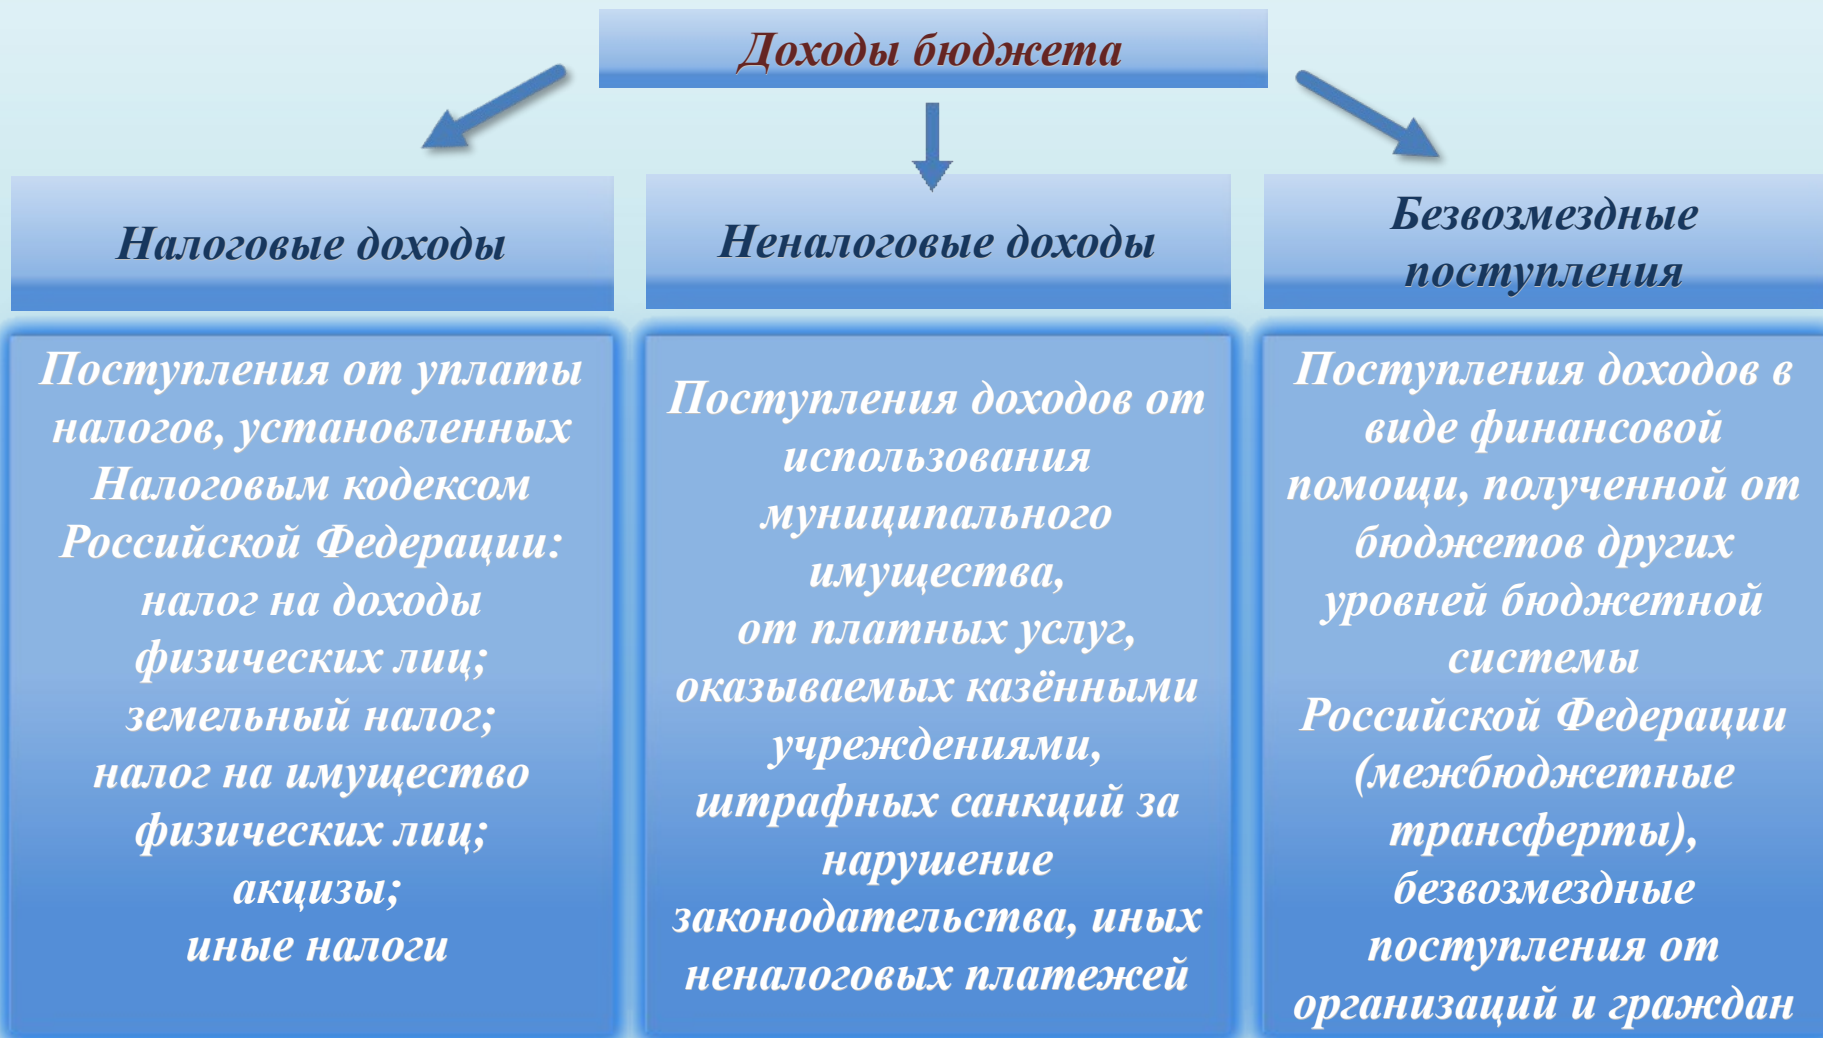 Доходы бюджета
Налоговые доходы
Неналоговые доходы
Безвозмездные
поступления
Поступления от уплаты
налогов, установленных
Налоговым кодексом
Российской Федерации:
налог на доходы
физических лиц;
земельный налог;
налог на имущество
физических лиц;
акцизы;
иные налоги
Поступления доходов от
использования
муниципального
имущества,
от платных услуг,
оказываемых казёнными
учреждениями,
штрафных санкций за
нарушение
законодательства, иных
неналоговых платежей
Поступления доходов в
виде финансовой
помощи, полученной от
бюджетов других
уровней бюджетной
системы
Российской Федерации
(межбюджетные
трансферты),
безвозмездные
поступления от
организаций и граждан